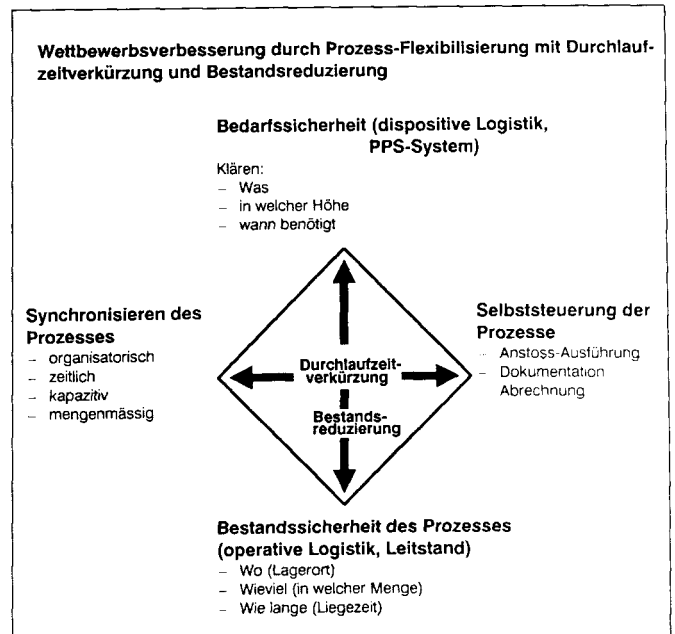 Wettbewerbsverbesserung durch Prozess-Flexibilisierung mit Durchlauf-
zeitverkürzung und Bestandsreduzierung
Bedarfssicherheit (dispositive Logistik,
PPS-System)
Klären:
– Was
– in welcher Höhe
– wann benötigt
Synchronisieren des
Prozesses
– organisatorisch
– zeitlich
– kapazitiv
– mengenmässig
Durchlaufzeit-
verkürzung
Bestands-
reduzierung
Selbststeuerung der
Prozesse
– Anstoss-Ausführung
– Dokumentation
Abrechnung
Bestandssicherheit des Prozesses
(operative Logistik, Leitstand)
– Wo (Lagerort)
– Wieviel (in welcher Menge)
– Wie lange (Liegezeit)